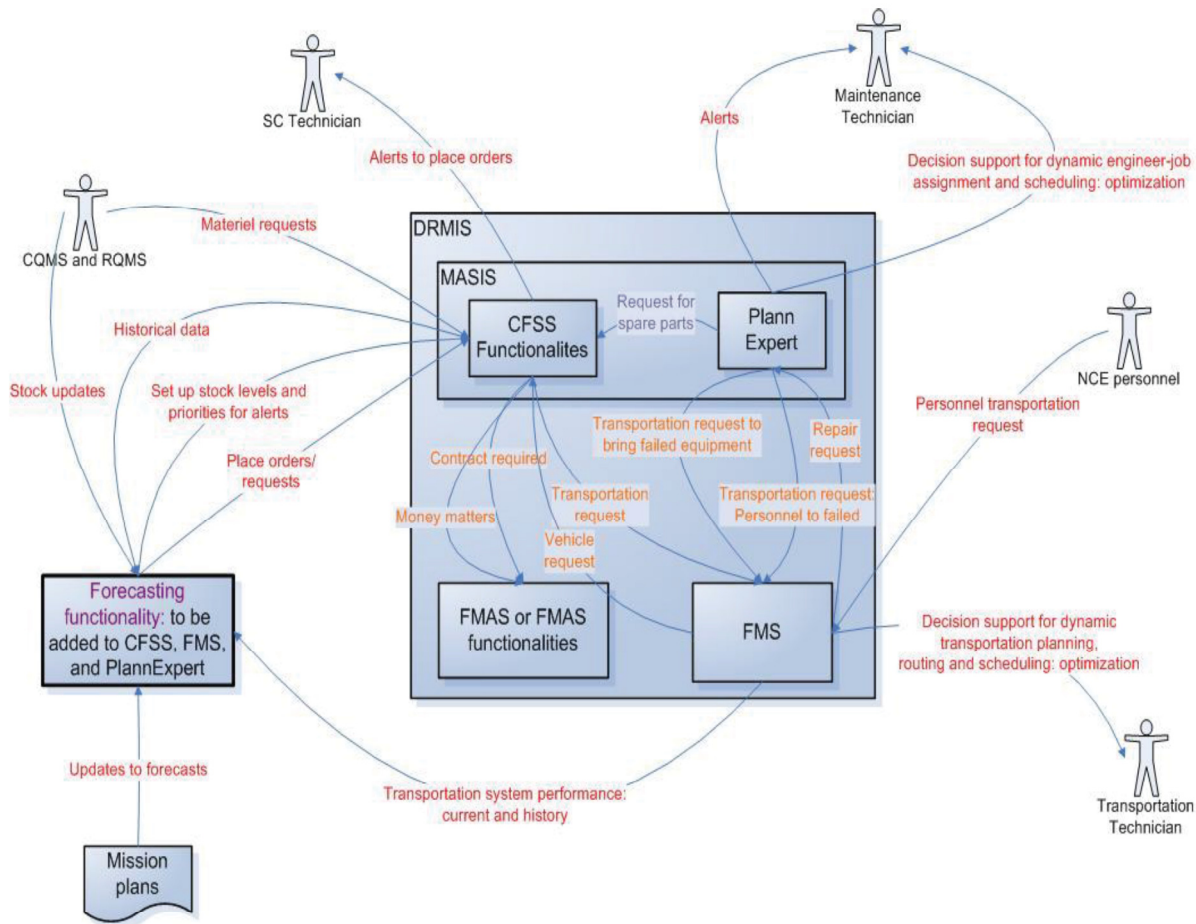 SC Technician
Maintenance
Technician
Alerts
Alerts to place orders
Decision support for dynamic engineer-job
assignment and scheduling: optimization
CQMS and RQMS
Materiel requests
DRMIS
MASIS
CFSS
Functionalites
Request for
spare parts
Plann
Expert
NCE personnel
Historical data
Stock updates
Set up stock levels and
priorities for alerts
Personnel transportation
request
Place orders/
requests
Contract required
Transportation request to
bring failed equipment
Repair
request
Money matters
Transportation
request
Transportation request:
Personnel to failed
Vehicle
request
Forecasting
functionality: to be
added to CFSS, FMS,
and PlannExpert
FMAS or FMAS
functionalities
FMS
Decision support for dynamic
transportation planning,
routing and scheduling: optimization
Updates to forecasts
Transportation system performance:
current and history
Transportation
Technician
Mission
plans